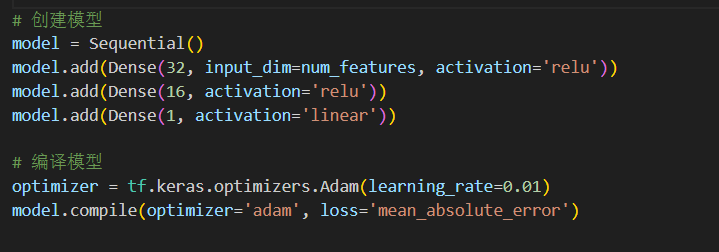 # 创建模型
model = Sequential()
model.add(Dense(32, input_dim=num_features, activation='relu'))
model.add(Dense(16, activation='relu'))
model.add(Dense(1, activation='linear'))
# 编译模型
optimizer = tf.keras.optimizers.Adam(learning_rate=0.01)
model.compile(optimizer='adam', loss='mean_absolute_error')